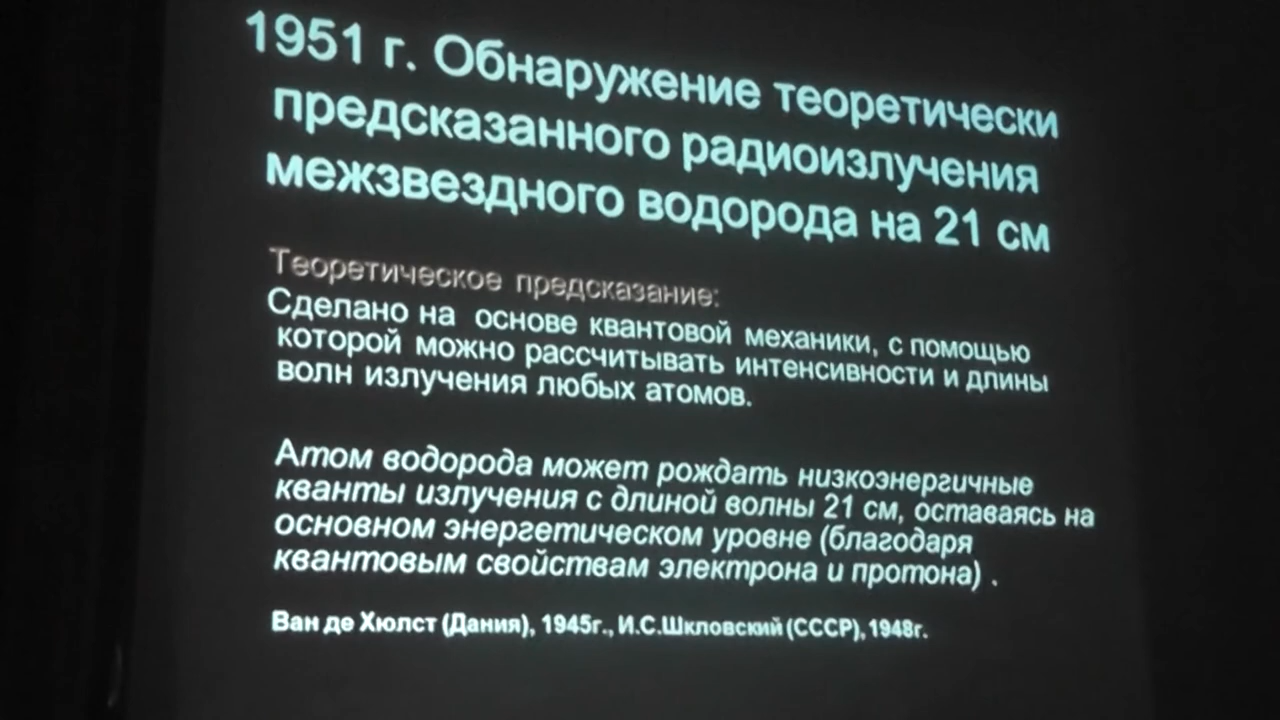 1951 г. Обнаружение теоретически
предсказанного радиоизлучения
межзвездного водорода на 21 см
Теоретическое предсказание:
Сделано на основе квантовой механики, с помощью
которой можно рассчитывать интенсивности и длины
волн излучения любых атомов.
Атом водорода может рождать низкоэнергичные
кванты излучения с длиной волны 21 см, оставаясь на
основном энергетическом уровне (благодаря
квантовым свойствам электрона и протона) .
Ван де Хюлст (Дания), 1945г., И.С.Шкловский (СССР), 1948г.